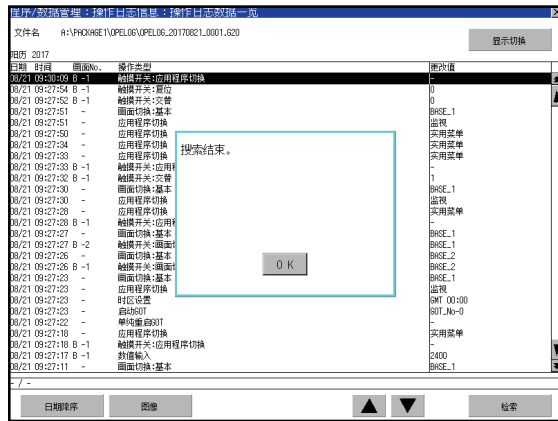 程序/数据管理：操作日志信息：操作日志数据一览
文件名 A:\PACKAGE1\OPELOG\OPELOG_20170821_0001.G2O
显示切换
阳历 2017
日期 时间 画面No. 操作类型 更改值
08/21 09:30:09 B -1 触摸开关:应用程序切换 -
08/21 09:27:54 B -1 触摸开关:复位 0
08/21 09:27:52 B -1 触摸开关:交替 0
08/21 09:27:51 - 画面切换:基本 BASE_1
08/21 09:27:51 - 应用程序切换 监视
08/21 09:27:50 - 应用程序切换 实用菜单
08/21 09:27:34 - 应用程序切换 实用菜单
08/21 09:27:33 - 应用程序切换 实用菜单
08/21 09:27:33 B -1 触摸开关:应用 -
08/21 09:27:32 B -1 触摸开关:交替 1
08/21 09:27:30 - 画面切换:基本 BASE_1
08/21 09:27:30 - 应用程序切换 监视
08/21 09:27:28 - 应用程序切换 实用菜单
08/21 09:27:28 B -1 触摸开关:应用 -
08/21 09:27:27 - 画面切换:基本 BASE_1
08/21 09:27:27 B -2 触摸开关:画面 BASE_1
08/21 09:27:26 - 画面切换:基本 BASE_2
08/21 09:27:26 B -1 触摸开关:画面 BASE_2
08/21 09:27:23 - 画面切换:基本 BASE_1
08/21 09:27:23 - 应用程序切换 监视
08/21 09:27:23 - 时区设置 GMT 00:00
08/21 09:27:23 - 启动GOT GOT_No-0
08/21 09:27:22 - 单纯重启GOT -
08/21 09:27:18 - 应用程序切换 实用菜单
08/21 09:27:18 B -1 触摸开关:应用程序切换 -
08/21 09:27:17 B -1 数值输入 2400
08/21 09:27:11 - 画面切换:基本 BASE_1
搜索结束。
OK
- / -
日期降序 图像 ▲ ▼ 检索